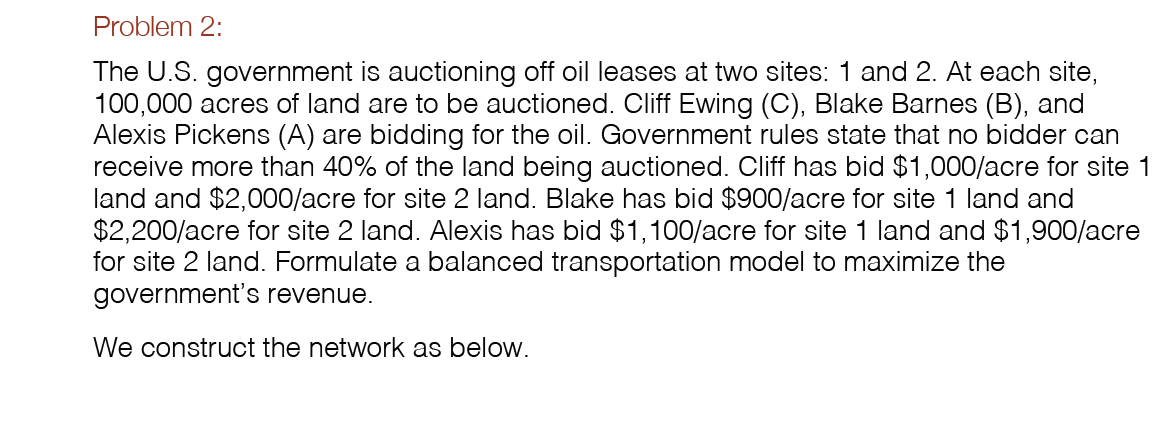 Problem 2:
The U.S. government is auctioning off oil leases at two sites: 1 and 2. At each site,
100,000 acres of land are to be auctioned. Cliff Ewing (C), Blake Barnes (B), and
Alexis Pickens (A) are bidding for the oil. Government rules state that no bidder can
receive more than 40% of the land being auctioned. Cliff has bid $1,000/acre for site 1
land and $2,000/acre for site 2 land. Blake has bid $900/acre for site 1 land and
$2,200/acre for site 2 land. Alexis has bid $1,100/acre for site 1 land and $1,900/acre
for site 2 land. Formulate a balanced transportation model to maximize the
government’s revenue.
We construct the network as below.